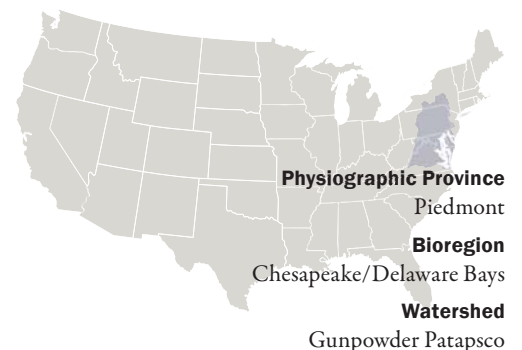 Physiographic Province
Piedmont
Bioregion
Chesapeake/Delaware Bays
Watershed
Gunpowder Patapsco